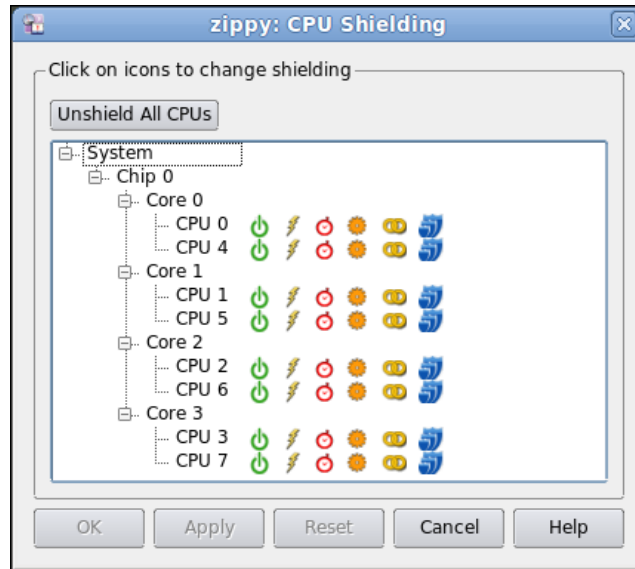 zippy: CPU Shielding
Click on icons to change shielding
Unshield All CPUs
System
Chip 0
Core 0
CPU 0
CPU 4
Core 1
CPU 1
CPU 5
Core 2
CPU 2
CPU 6
Core 3
CPU 3
CPU 7
OK Apply Reset Cancel Help